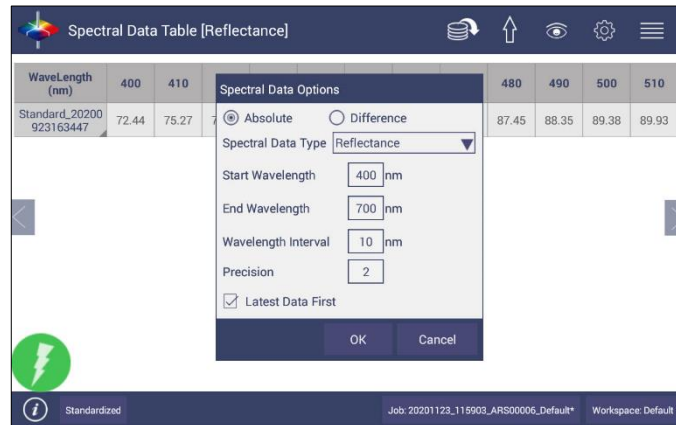 Spectral Data Table [Reflectance]
WaveLength (nm) 400 410 480 490 500 510
Standard_20200923163447 72.44 75.27 7 87.45 88.35 89.38 89.93
Spectral Data Options
Absolute Difference
Spectral Data Type Reflectance
Start Wavelength 400 nm
End Wavelength 700 nm
Wavelength Interval 10 nm
Precision 2
Latest Data First
OK Cancel
i Standardized Job: 20201123_115903_ARS00006_Default* Workspace: Default